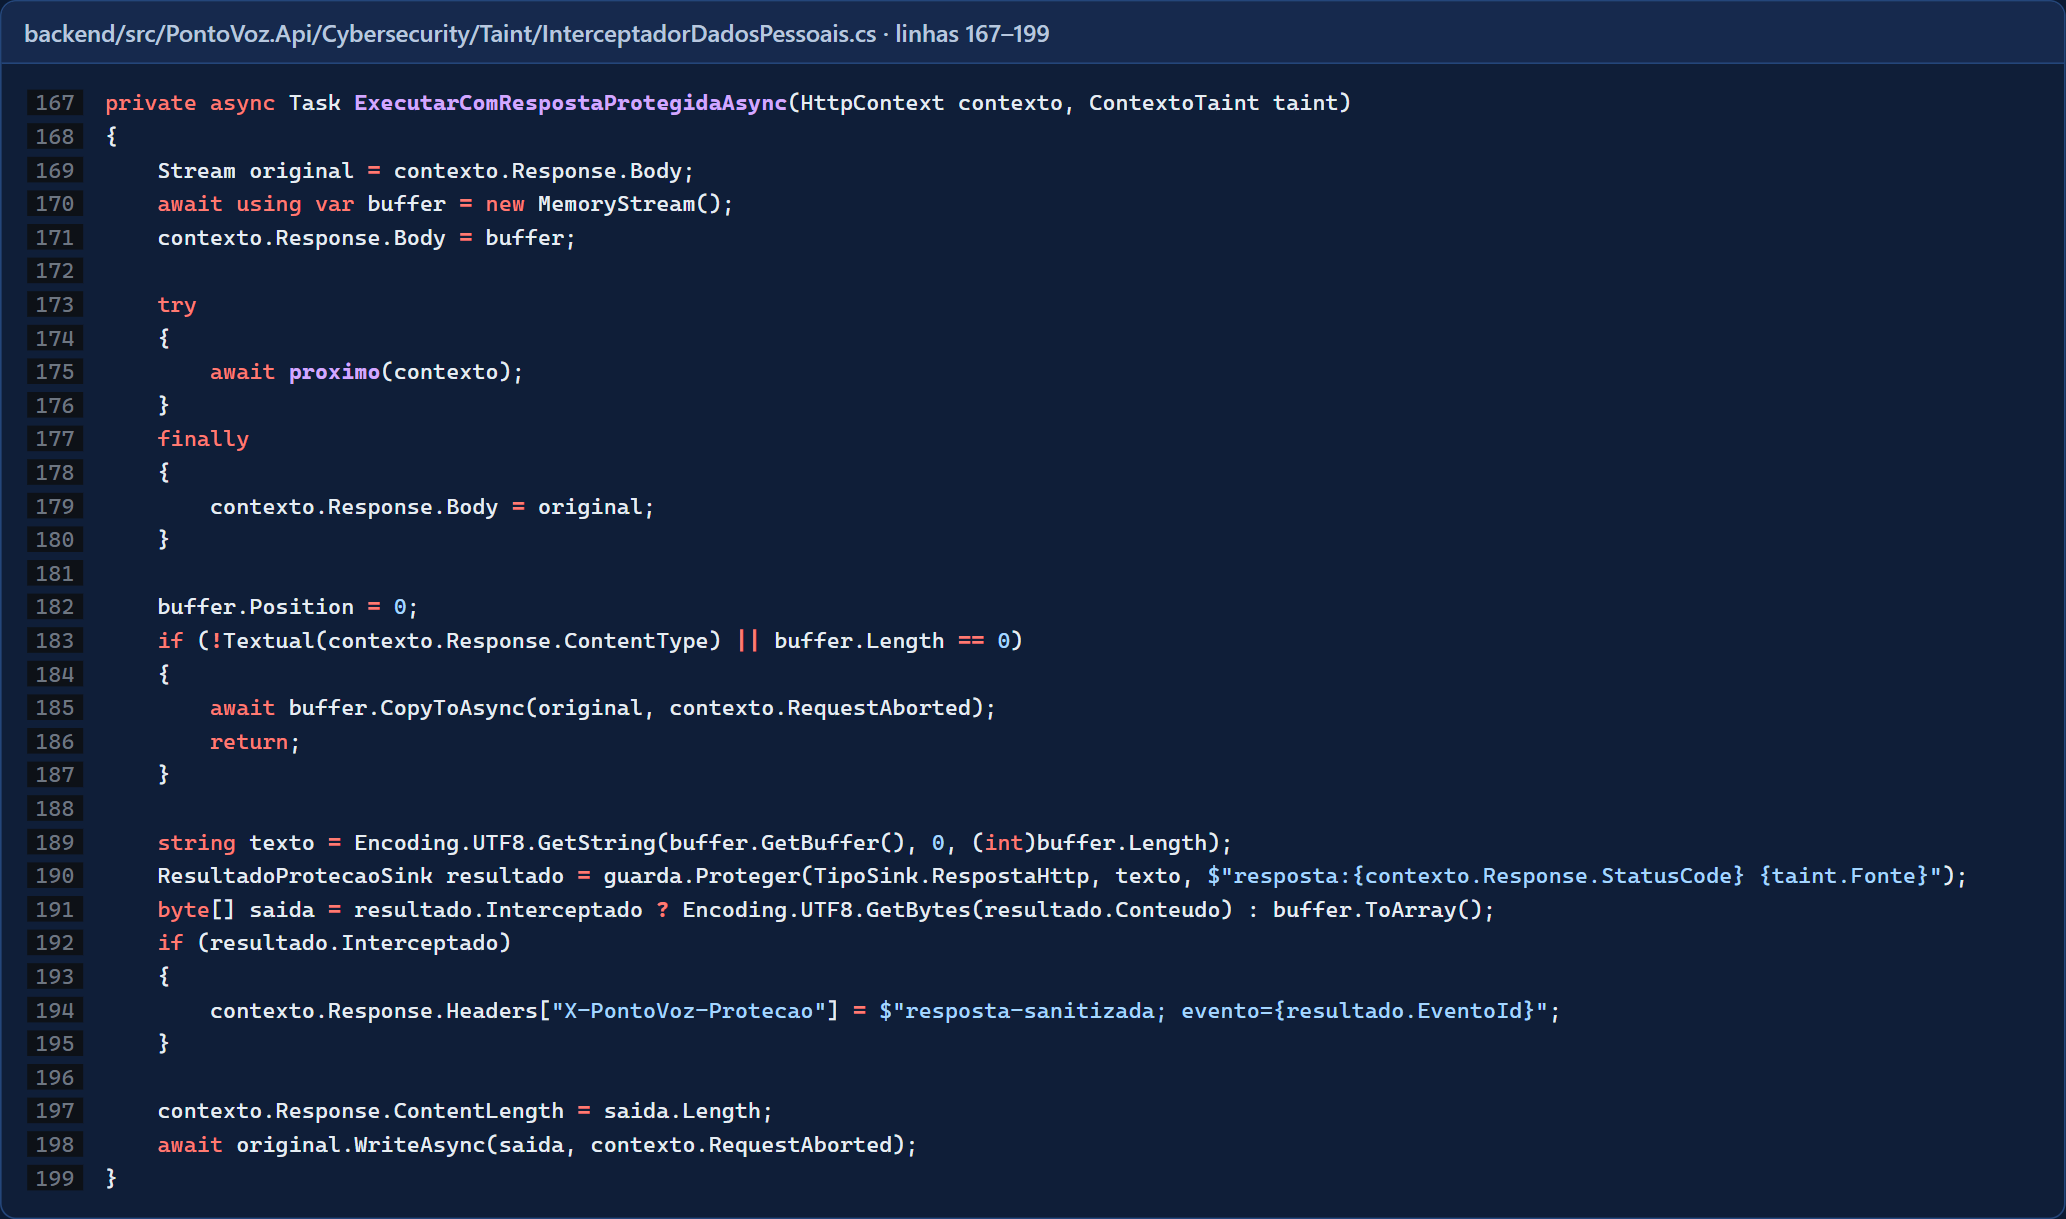 backend/src/PontoVoz.Api/Cybersecurity/Taint/InterceptadorDadosPessoais.cs · linhas 167–199
167 private async Task ExecutarComRespostaProtegidaAsync(HttpContext contexto, ContextoTaint taint)
168 {
169     Stream original = contexto.Response.Body;
170     await using var buffer = new MemoryStream();
171     contexto.Response.Body = buffer;
172
173     try
174     {
175         await proximo(contexto);
176     }
177     finally
178     {
179         contexto.Response.Body = original;
180     }
181
182     buffer.Position = 0;
183     if (!Textual(contexto.Response.ContentType) || buffer.Length == 0)
184     {
185         await buffer.CopyToAsync(original, contexto.RequestAborted);
186         return;
187     }
188
189     string texto = Encoding.UTF8.GetString(buffer.GetBuffer(), 0, (int)buffer.Length);
190     ResultadoProtecaoSink resultado = guarda.Proteger(TipoSink.RespostaHttp, texto, $"resposta:{contexto.Response.StatusCode} {taint.Fonte}");
191     byte[] saida = resultado.Interceptado ? Encoding.UTF8.GetBytes(resultado.Conteudo) : buffer.ToArray();
192     if (resultado.Interceptado)
193     {
194         contexto.Response.Headers["X-PontoVoz-Protecao"] = $"resposta-sanitizada; evento={resultado.EventoId}";
195     }
196
197     contexto.Response.ContentLength = saida.Length;
198     await original.WriteAsync(saida, contexto.RequestAborted);
199 }